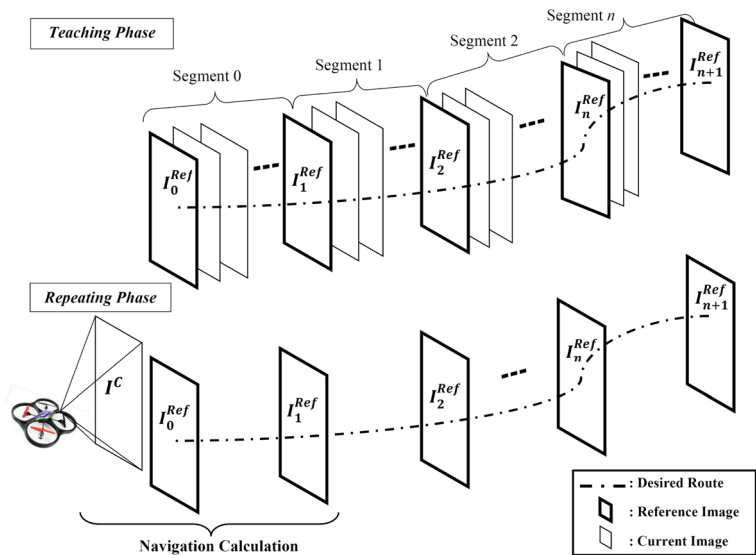 Teaching Phase
Segment 0
Segment 1
Segment 2
Segment n
I_0^{Ref}
I_1^{Ref}
I_2^{Ref}
I_n^{Ref}
I_{n+1}^{Ref}
Repeating Phase
I^C
I_0^{Ref}
I_1^{Ref}
I_2^{Ref}
I_n^{Ref}
I_{n+1}^{Ref}
Navigation Calculation
: Desired Route
: Reference Image
: Current Image